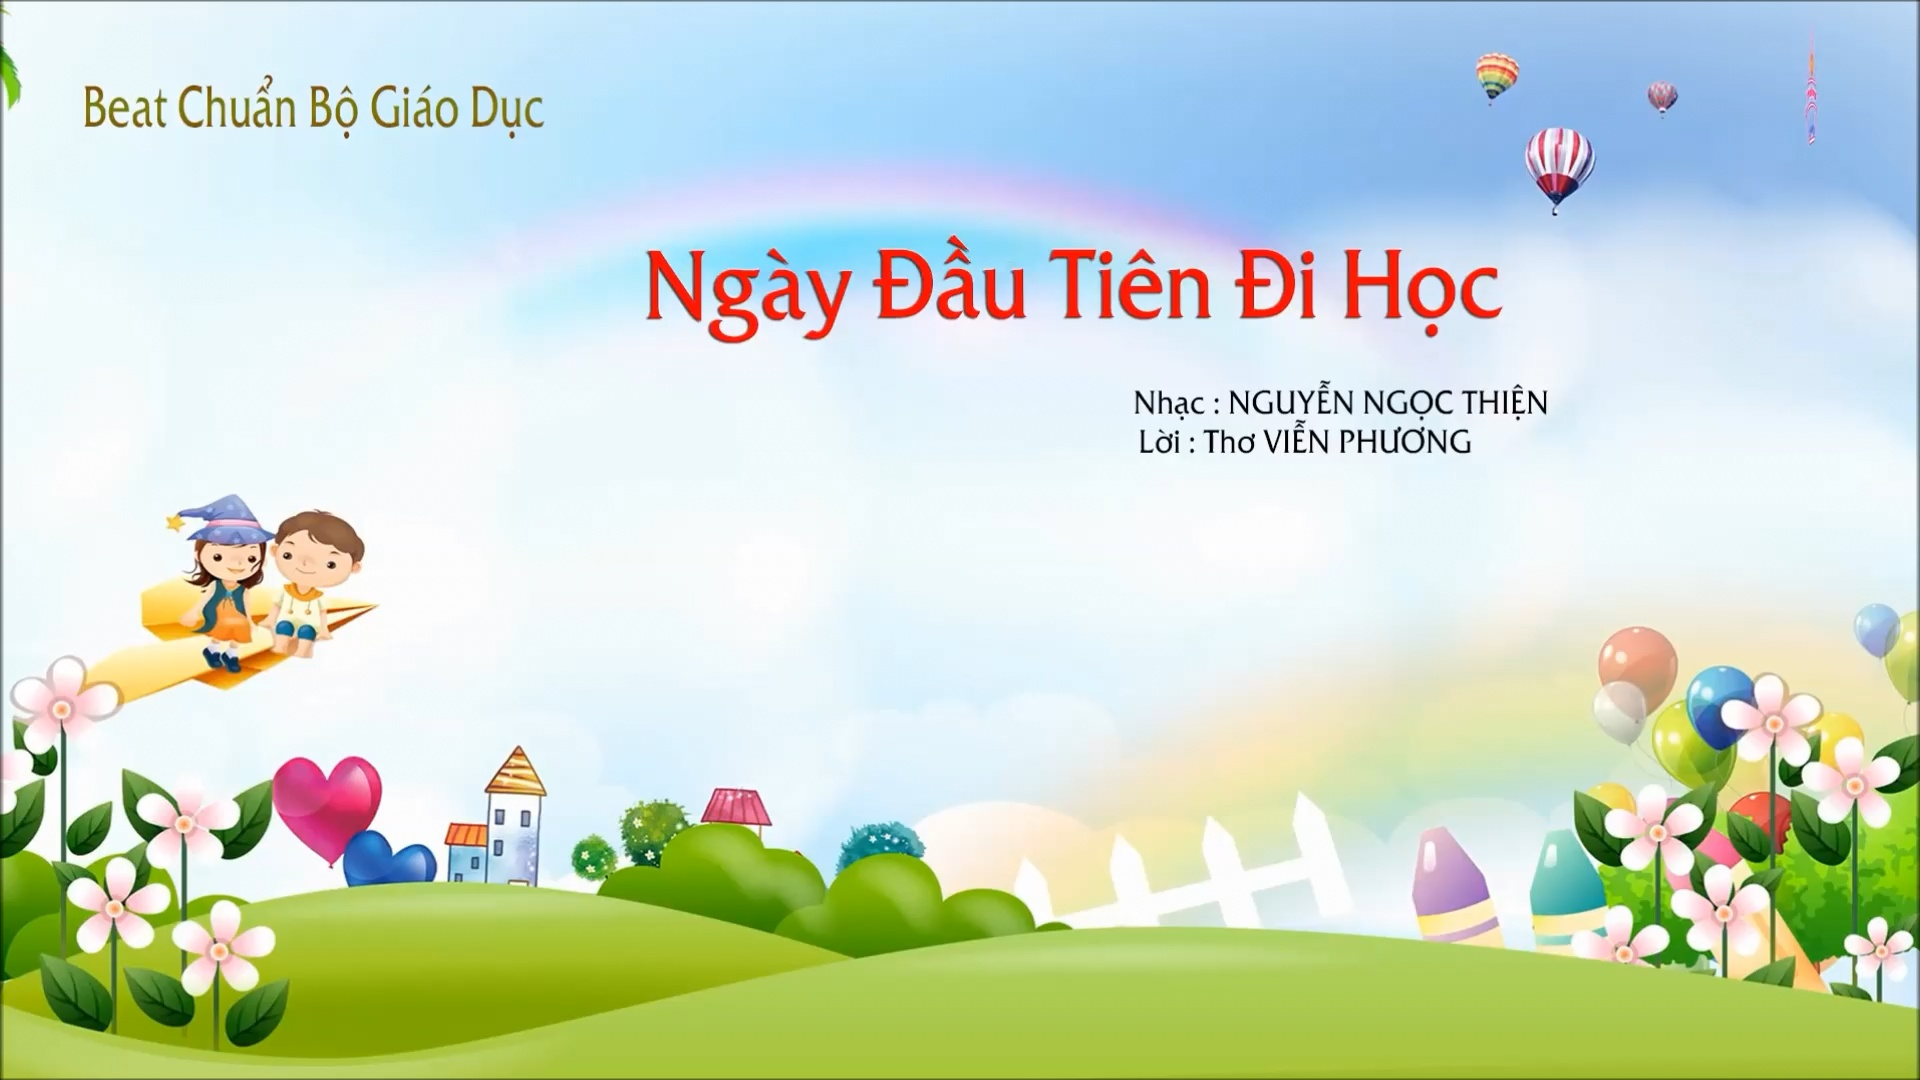 Beat Chuẩn Bộ Giáo Dục
Ngày Đầu Tiên Đi Học
Nhạc : NGUYỄN NGỌC THIỆN
Lời : Thơ VIỄN PHƯƠNG